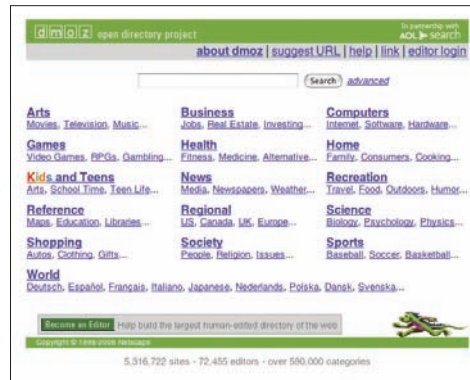 dmoz open directory project
In partnership with
AOL search
about dmoz | suggest URL | help | link | editor login
Search advanced
Arts
Movies, Television, Music...
Business
Jobs, Real Estate, Investing...
Computers
Internet, Software, Hardware...
Games
Video Games, RPGs, Gambling...
Health
Fitness, Medicine, Alternative...
Home
Family, Consumers, Cooking...
Kids and Teens
Arts, School Time, Teen Life...
News
Media, Newspapers, Weather...
Recreation
Travel, Food, Outdoors, Humor...
Reference
Maps, Education, Libraries...
Regional
US, Canada, UK, Europe...
Science
Biology, Psychology, Physics...
Shopping
Autos, Clothing, Gifts...
Society
People, Religion, Issues...
Sports
Baseball, Soccer, Basketball...
World
Deutsch, Español, Français, Italiano, Japanese, Nederlands, Polska, Dansk, Svenska...
Become an Editor Help build the largest human-edited directory of the web
Copyright © 1998-2006 Netscape
5,316,722 sites - 72,455 editors - over 590,000 categories